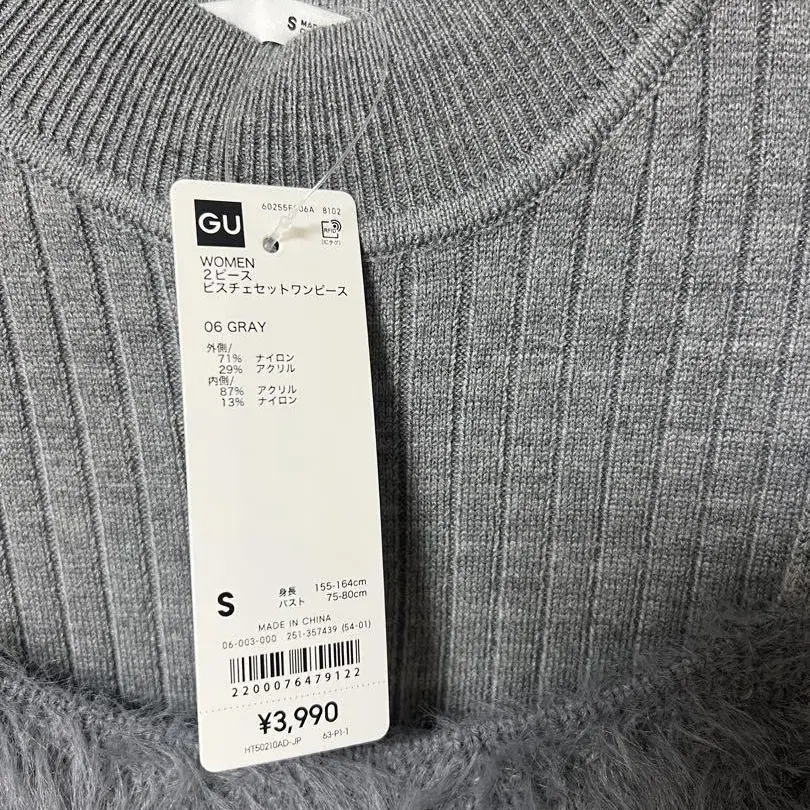 S
GU
8102
WOMEN
2ピース
ビスチェセットワンピース
06 GRAY
外側/
71% ナイロン
29% アクリル
内側/
87% アクリル
13% ナイロン
S
身長 155-164cm
バスト 75-80cm
MADE IN CHINA
06-003-000 251-357439 (54-01)
2200076479122
¥3,990
HT50210AD-JP 63-P1-1